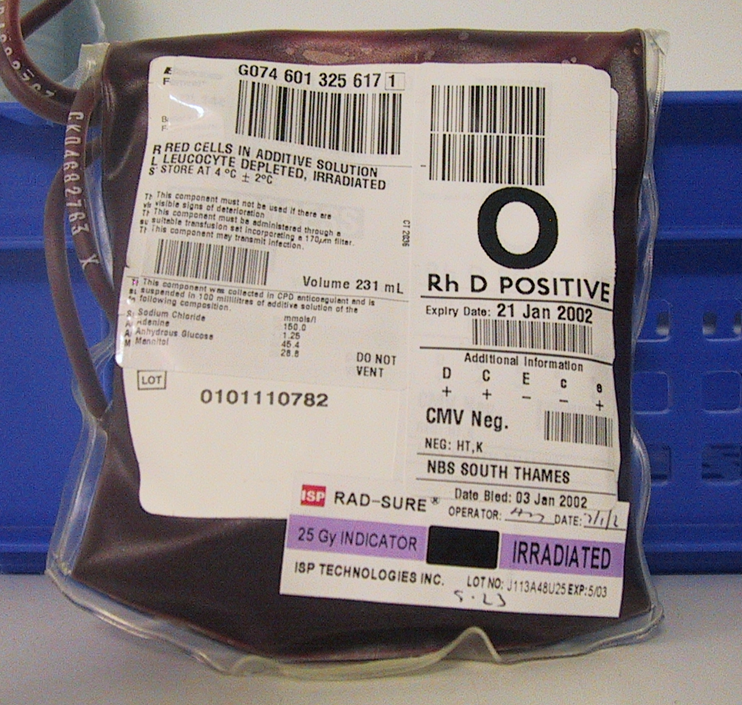 G074 601 325 617 1
RED CELLS IN ADDITIVE SOLUTION
LEUCOCYTE DEPLETED, IRRADIATED
STORE AT 4 °C ± 2°C
This component must not be used if there are
visible signs of deterioration.
This component must be administered through a
suitable transfusion set incorporating a 170µm filter.
This component may transmit infection.
Volume 231 mL
This component was collected in CPD anticoagulant and is
suspended in 100 millilitres of additive solution of the
following composition.
mmols/l
Sodium Chloride 150.0
Adenine 1.25
Anhydrous Glucose 45.4
Mannitol 28.8
DO NOT
VENT
LOT
0101110782
O
Rh D POSITIVE
Expiry Date: 21 Jan 2002
Additional Information
D C E c e
+ + - - +
CMV Neg.
NEG: HT,K
NBS SOUTH THAMES
Date Bled: 03 Jan 2002
ISP RAD-SURE®
OPERATOR: DATE:
25 Gy INDICATOR IRRADIATED
ISP TECHNOLOGIES INC. LOT NO: J113A48U25 EXP:5/03
CK04682763 X